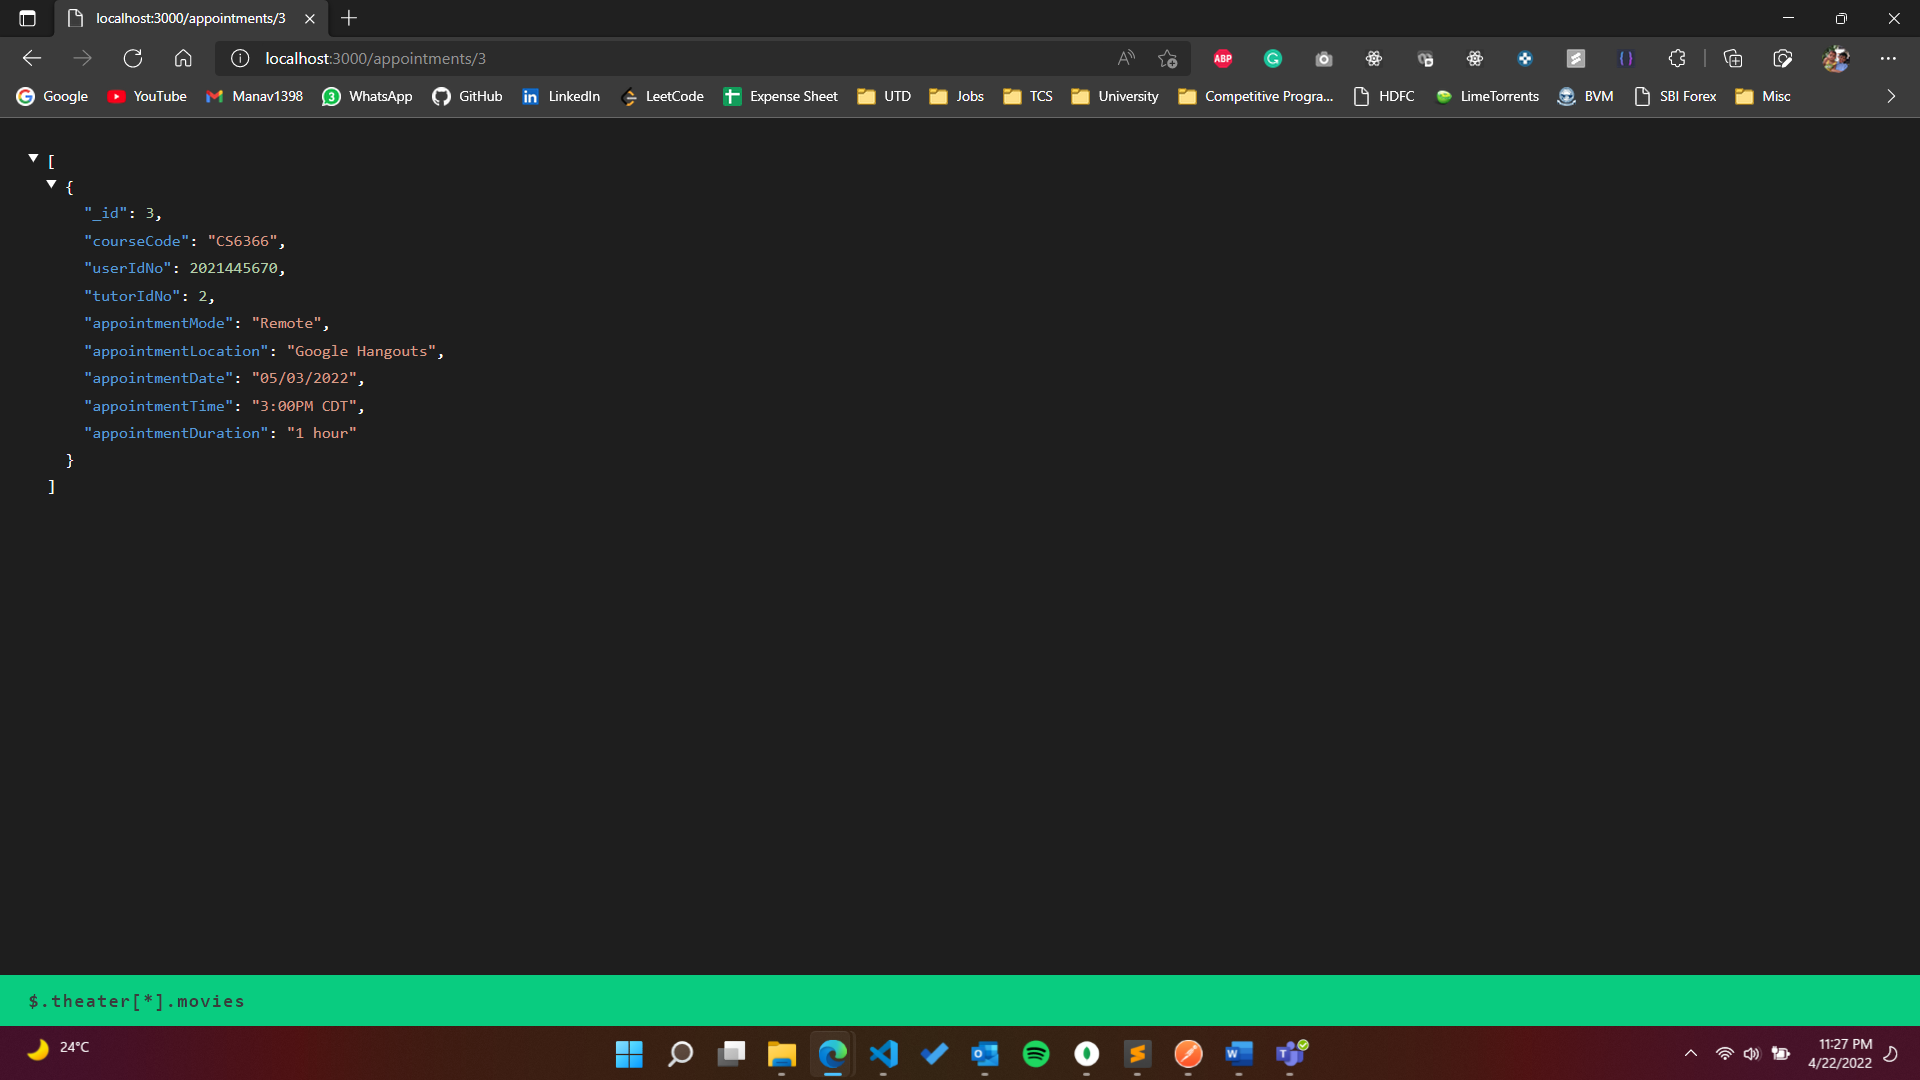 localhost:3000/appointments/3
localhost:3000/appointments/3
ABP
Google YouTube Manav1398 3 WhatsApp GitHub in LinkedIn LeetCode Expense Sheet UTD Jobs TCS University Competitive Progra... HDFC LimeTorrents BVM SBI Forex Misc
[
{
"_id": 3,
"courseCode": "CS6366",
"userIdNo": 2021445670,
"tutorIdNo": 2,
"appointmentMode": "Remote",
"appointmentLocation": "Google Hangouts",
"appointmentDate": "05/03/2022",
"appointmentTime": "3:00PM CDT",
"appointmentDuration": "1 hour"
}
]
$.theater[*].movies
24°C
11:27 PM
4/22/2022